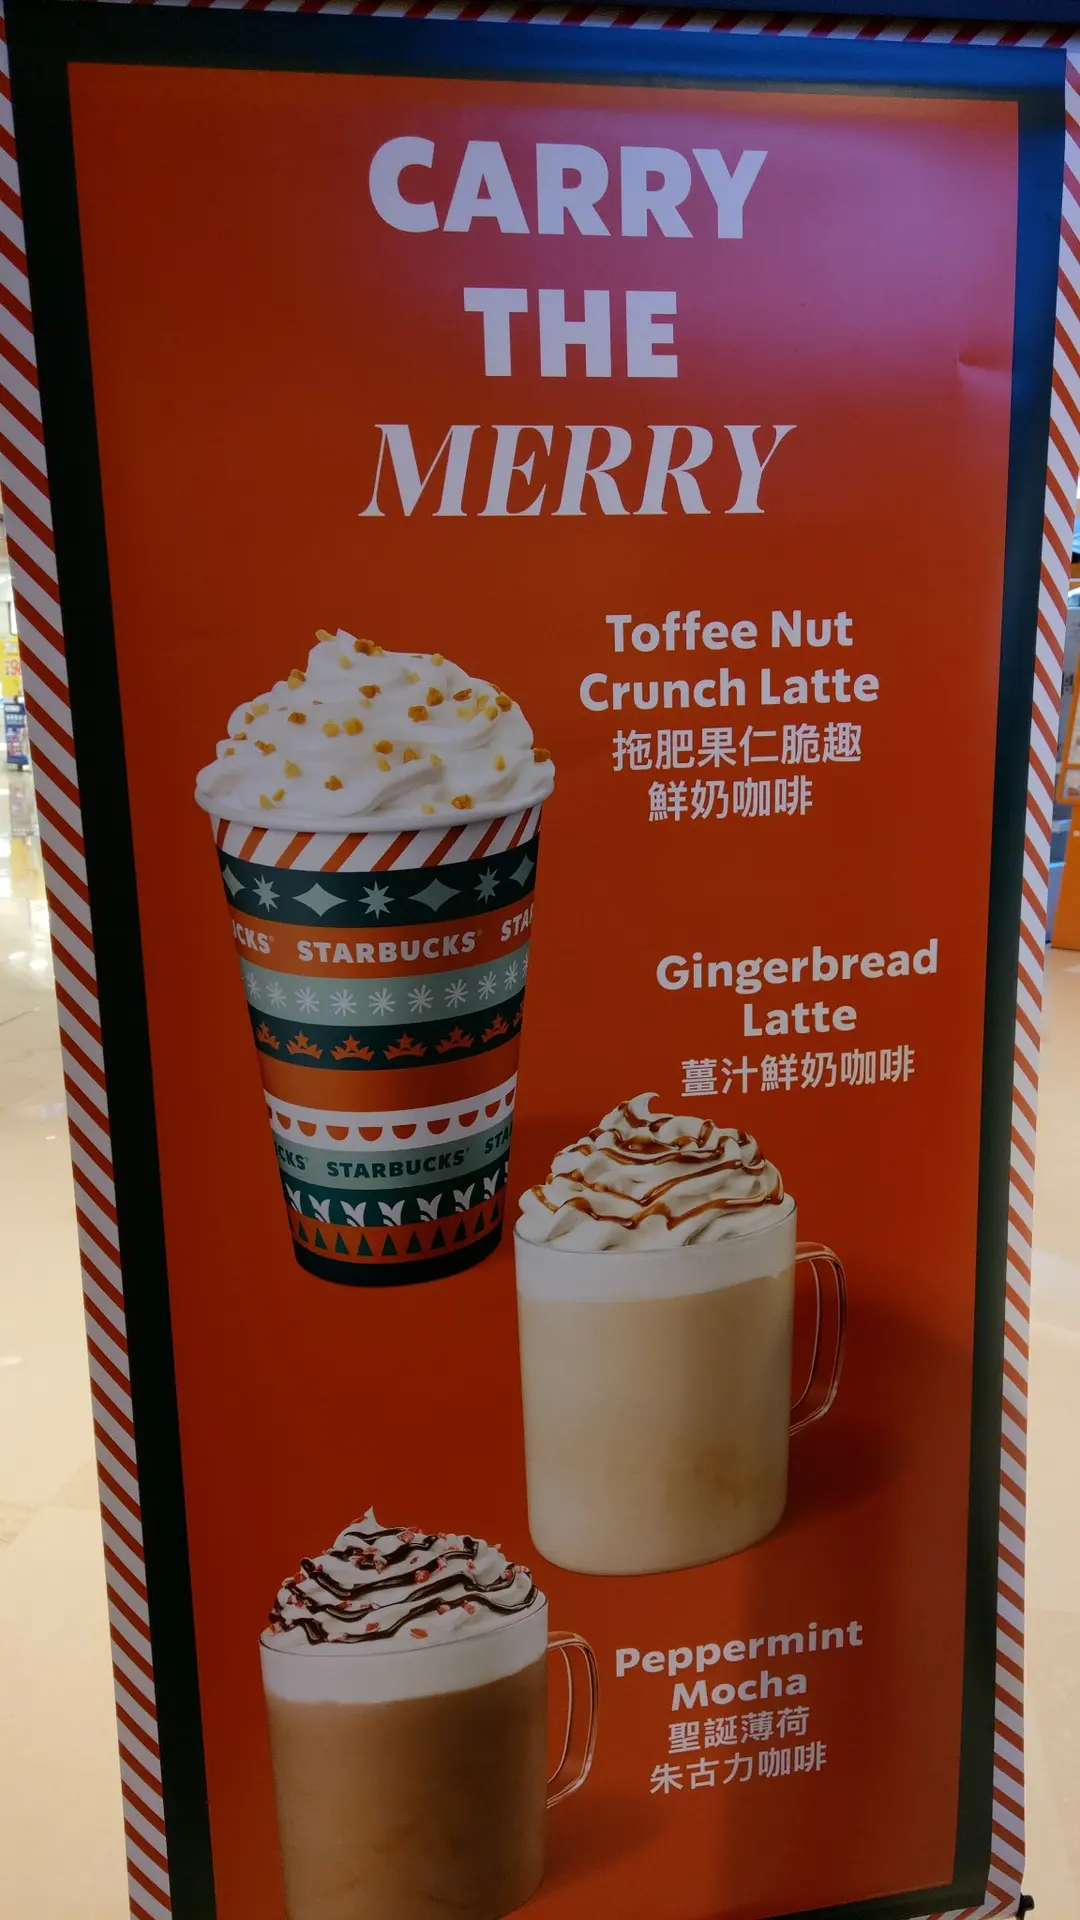 CARRY
THE
MERRY
Toffee Nut
Crunch Latte
拖肥果仁脆趣
鮮奶咖啡
STARBUCKS
Gingerbread
Latte
薑汁鮮奶咖啡
STARBUCKS
Peppermint
Mocha
聖誕薄荷
朱古力咖啡